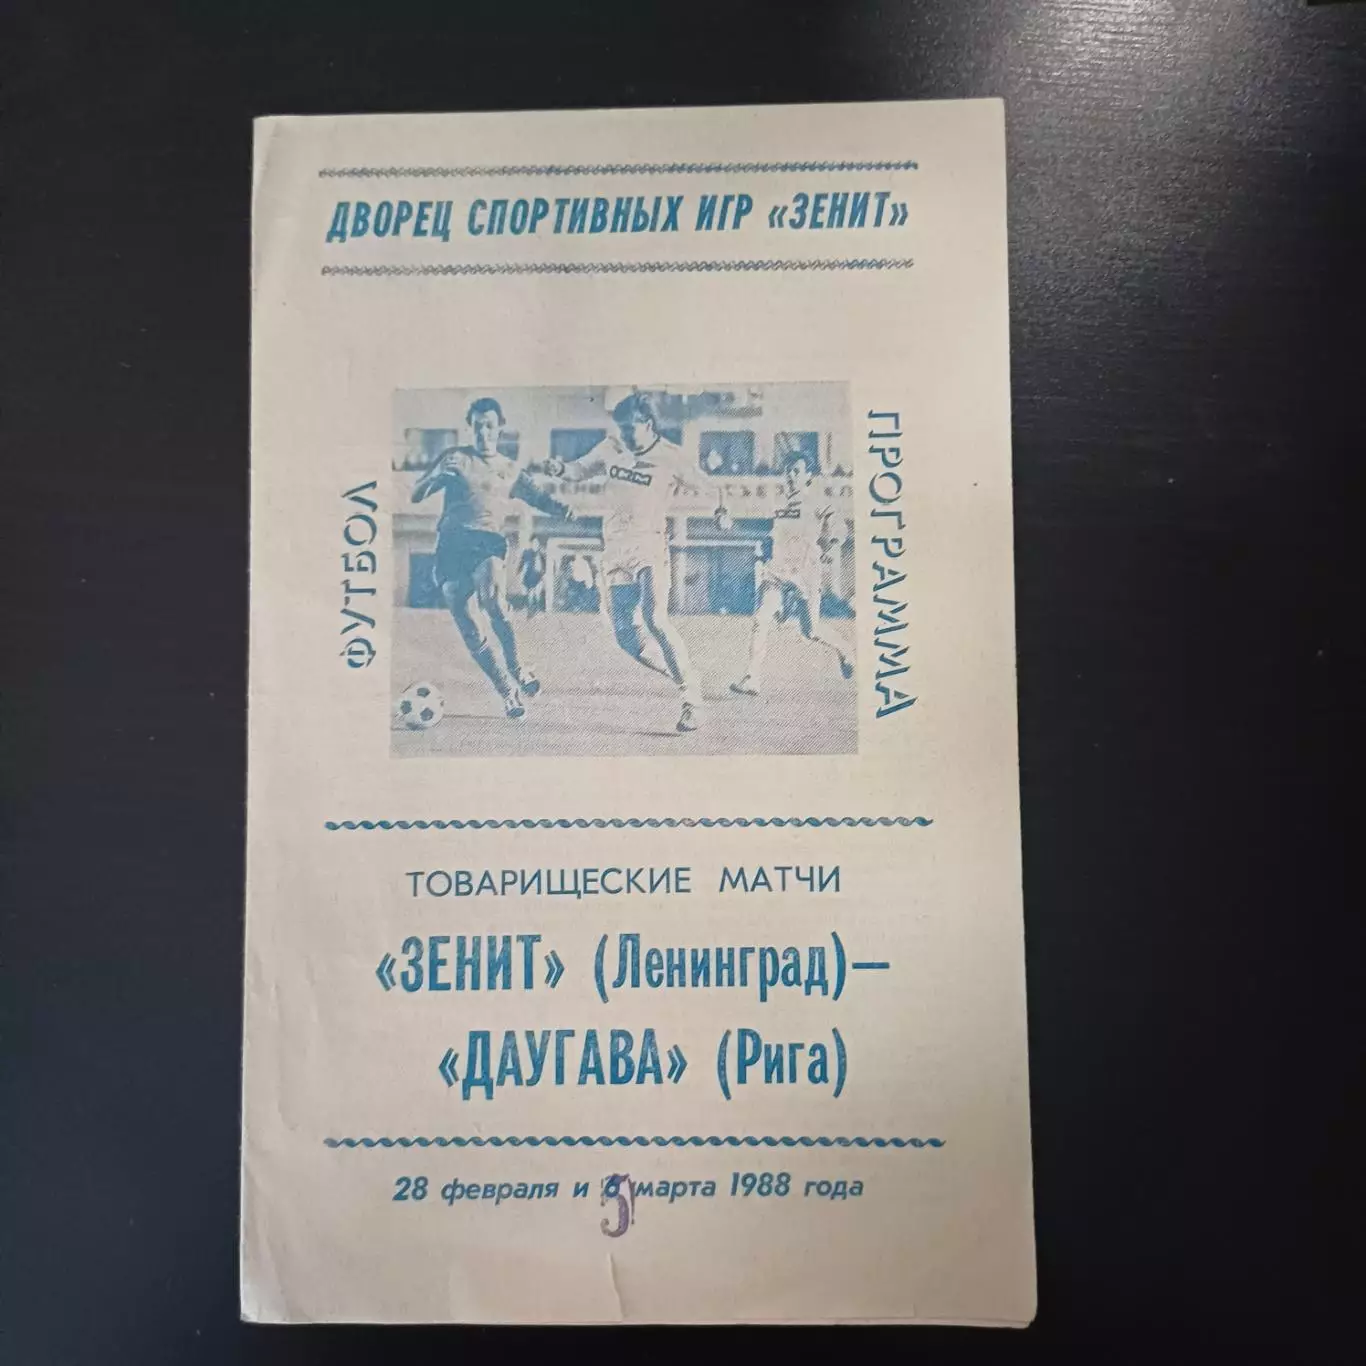 ДВОРЕЦ СПОРТИВНЫХ ИГР «ЗЕНИТ»
ФУТБОЛ
ПРОГРАММА
ТОВАРИЩЕСКИЕ МАТЧИ
«ЗЕНИТ» (Ленинград)—
«ДАУГАВА» (Рига)
28 февраля и 6 марта 1988 года
5